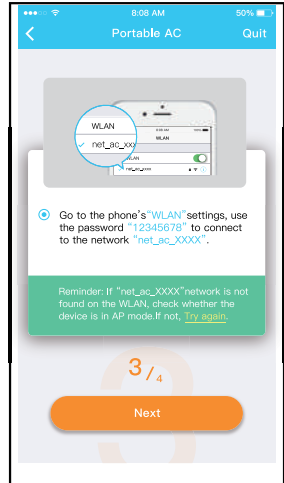 8:08 AM 50%
Portable AC Quit
WLAN
net_ac_xxx
WLAN
net_ac_xxx
Go to the phone's“WLAN”settings, use
the password “12345678” to connect
to the network “net_ac_XXXX”.
Reminder: If “net_ac_XXXX”network is not
found on the WLAN, check whether the
device is in AP mode.If not, Try again.
3/4
Next
3